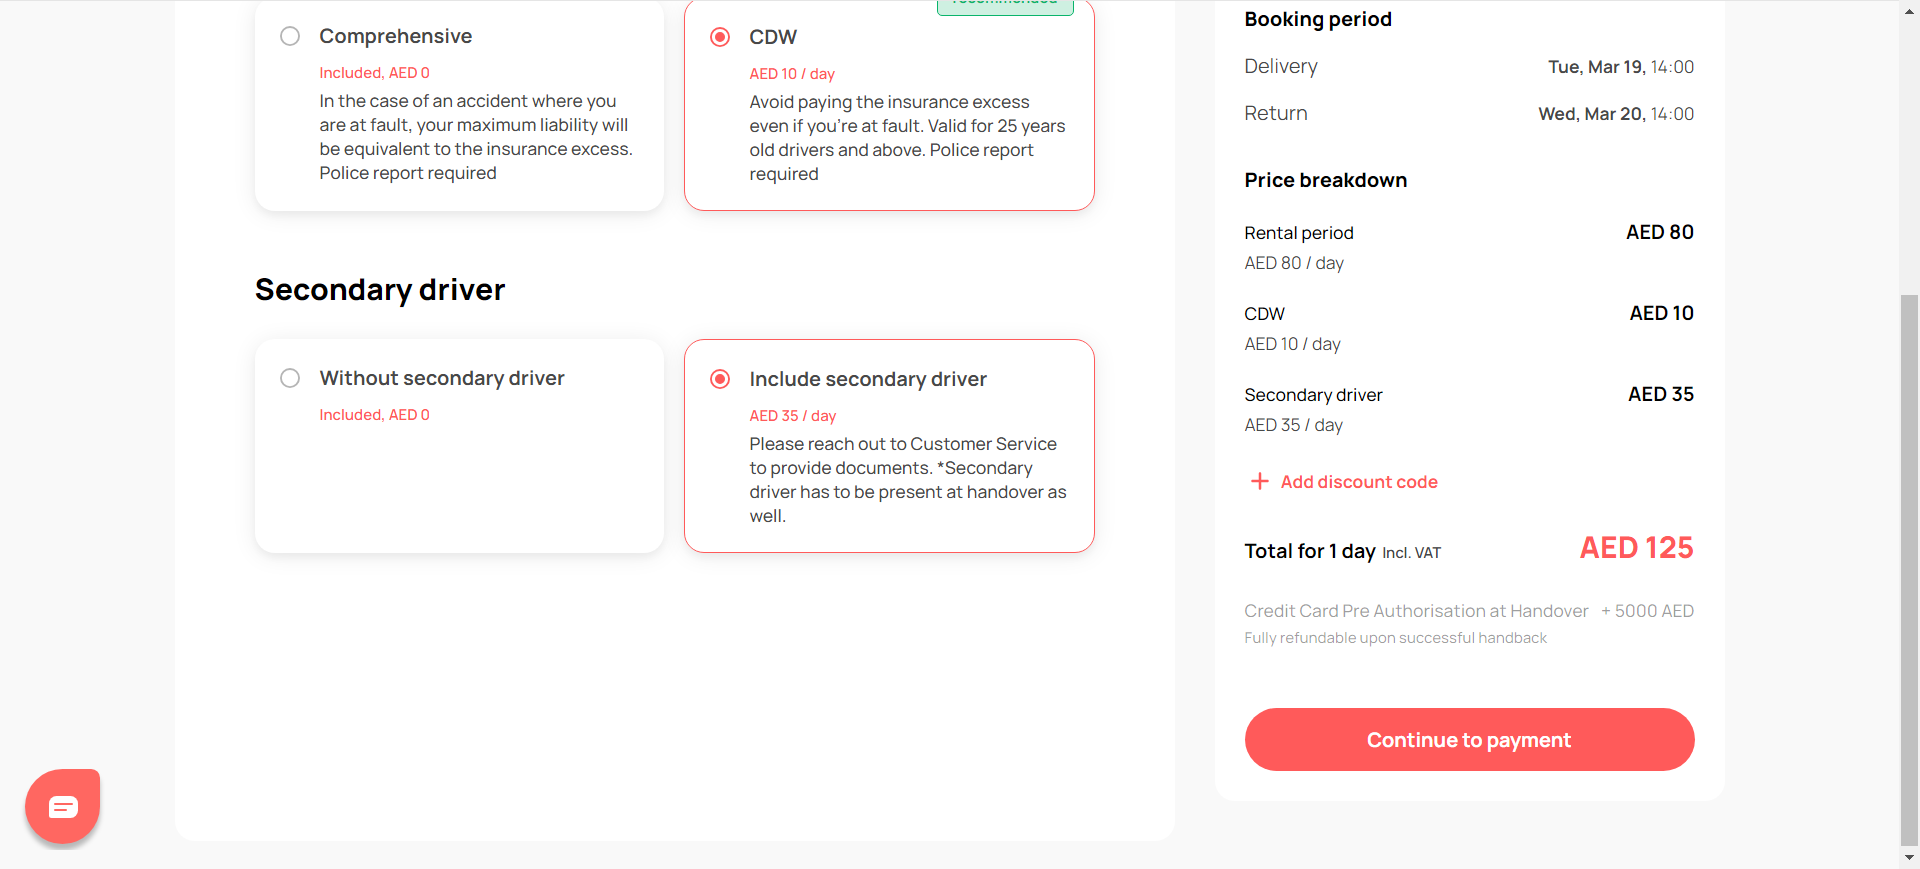 recommended
Comprehensive
Included, AED 0
In the case of an accident where you
are at fault, your maximum liability will
be equivalent to the insurance excess.
Police report required
CDW
AED 10 / day
Avoid paying the insurance excess
even if you're at fault. Valid for 25 years
old drivers and above. Police report
required
Secondary driver
Without secondary driver
Included, AED 0
Include secondary driver
AED 35 / day
Please reach out to Customer Service
to provide documents. *Secondary
driver has to be present at handover as
well.
Booking period
Delivery Tue, Mar 19, 14:00
Return Wed, Mar 20, 14:00
Price breakdown
Rental period AED 80
AED 80 / day
CDW AED 10
AED 10 / day
Secondary driver AED 35
AED 35 / day
+ Add discount code
Total for 1 day Incl. VAT AED 125
Credit Card Pre Authorisation at Handover + 5000 AED
Fully refundable upon successful handback
Continue to payment